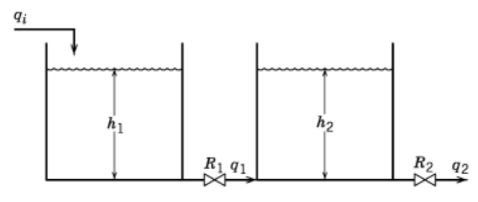 qᵢ
h₁
h₂
R₁ q₁
R₂ q₂